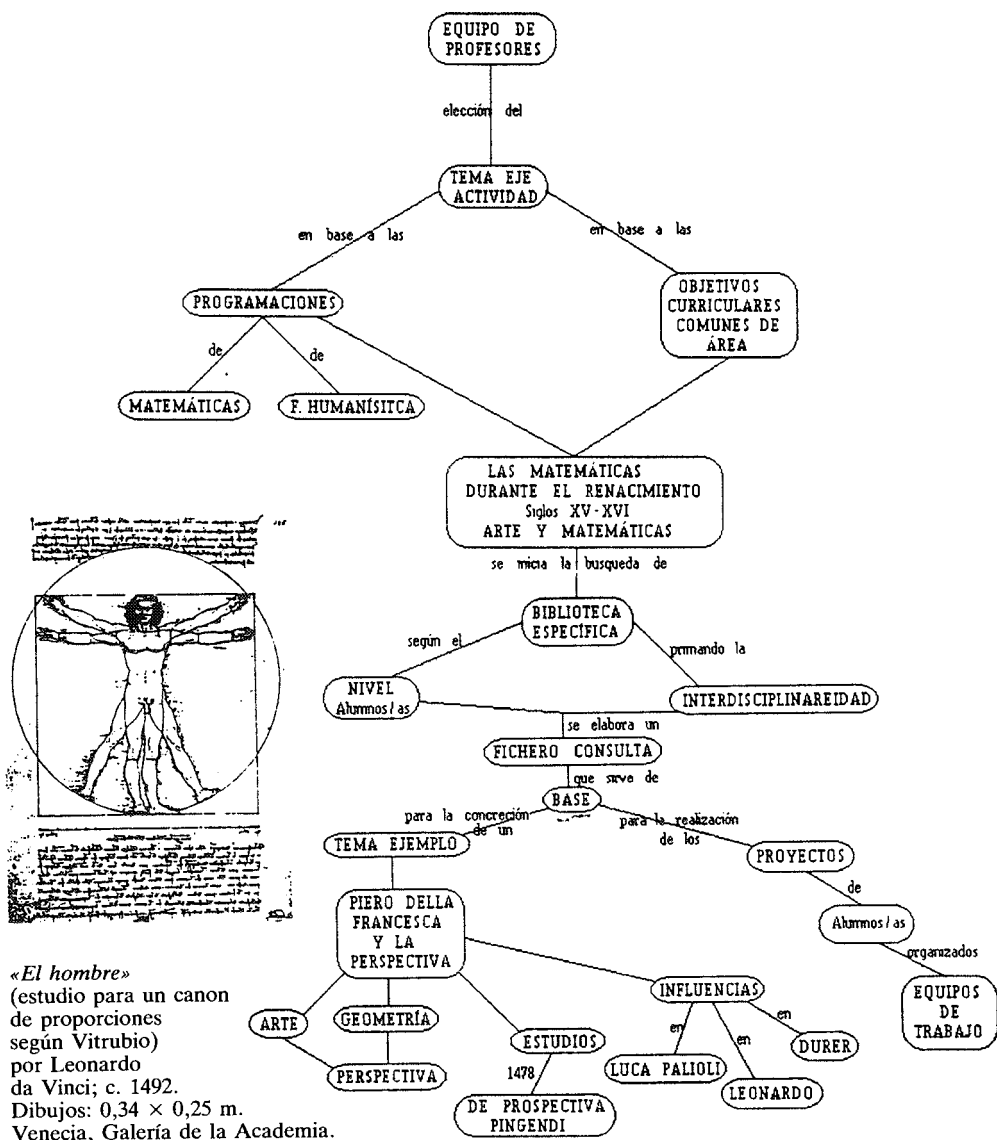 EQUIPO DE
PROFESORES
elección del
TEMA EJE
ACTIVIDAD
en base a las
en base a las
PROGRAMACIONES
OBJETIVOS
CURRICULARES
COMUNES DE
ÁREA
de
de
MATEMÁTICAS
F. HUMANÍSITCA
LAS MATEMÁTICAS
DURANTE EL RENACIMIENTO
Siglos XV-XVI
ARTE Y MATEMÁTICAS
se inicia la busqueda de
BIBLIOTECA
ESPECÍFICA
según el
primando la
NIVEL
Alumnos/as
INTERDISCIPLINAREIDAD
se elabora un
FICHERO CONSULTA
que sirve de
BASE
para la concreción
de un
para la realización
de los
TEMA EJEMPLO
PROYECTOS
de
PIERO DELLA
FRANCESCA
Y LA
PERSPECTIVA
Alumnos/as
organizados
EQUIPOS
DE
TRABAJO
INFLUENCIAS
ARTE
GEOMETRÍA
ESTUDIOS
en
en
en
DURER
PERSPECTIVA
1478
LUCA PALIOLI
LEONARDO
DE PROSPECTIVA
PINGENDI
«El hombre»
(estudio para un canon
de proporciones
según Vitrubio)
por Leonardo
da Vinci; c. 1492.
Dibujos: 0,34 × 0,25 m.
Venecia, Galería de la Academia.